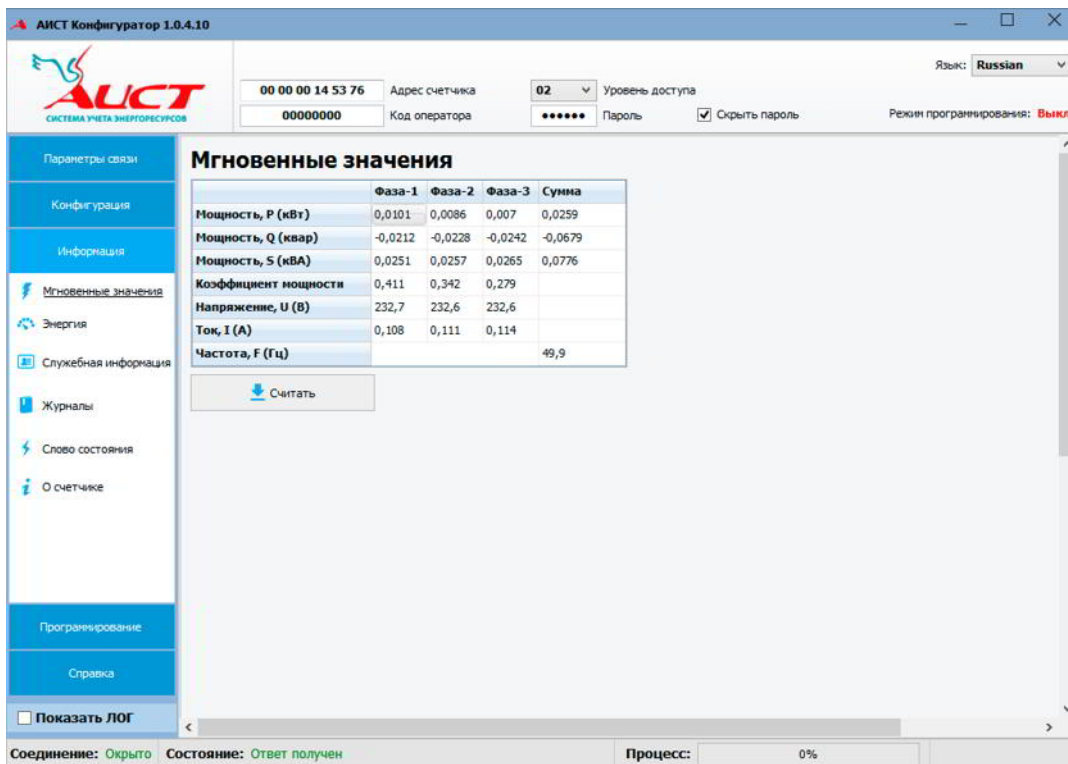 АИСТ Конфигуратор 1.0.4.10
Язык: Russian
АИСТ
СИСТЕМА УЧЕТА ЭНЕРГОРЕСУРСОВ
00 00 00 14 53 76 Адрес счетчика 02 Уровень доступа
00000000 Код оператора •••••• Пароль Скрыть пароль Режим программирования: Выкл
Параметры связи
Конфигурация
Информация
Мгновенные значения
Энергия
Служебная информация
Журналы
Слово состояния
О счетчике
Программирование
Справка
Показать ЛОГ
Мгновенные значения
Фаза-1 Фаза-2 Фаза-3 Сумма
Мощность, P (кВт) 0,0101 0,0086 0,007 0,0259
Мощность, Q (квар) -0,0212 -0,0228 -0,0242 -0,0679
Мощность, S (кВА) 0,0251 0,0257 0,0265 0,0776
Коэффициент мощности 0,411 0,342 0,279
Напряжение, U (В) 232,7 232,6 232,6
Ток, I (А) 0,108 0,111 0,114
Частота, F (Гц) 49,9
Считать
Соединение: Окрыто Состояние: Ответ получен Процесс: 0%